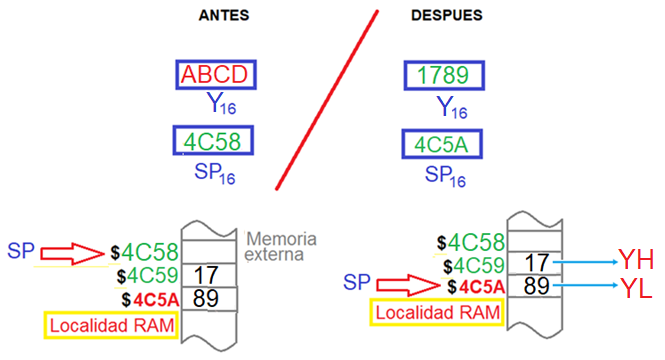 ANTES
DESPUES
ABCD
Y16
4C58
SP16
1789
Y16
4C5A
SP16
SP
$4C58
$4C59 17
$4C5A 89
Localidad RAM
Memoria
externa
$4C58
$4C59 17 YH
SP $4C5A 89 YL
Localidad RAM